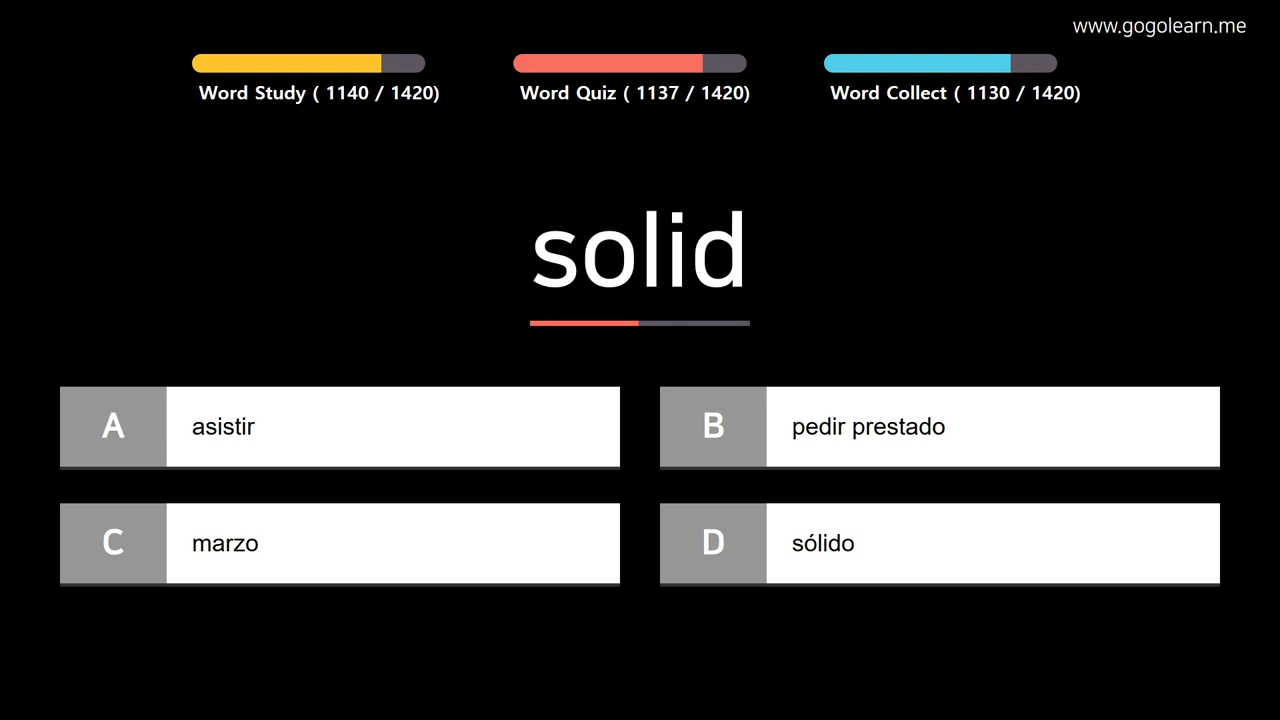 www.gogolearn.me
Word Study ( 1140 / 1420)
Word Quiz ( 1137 / 1420)
Word Collect ( 1130 / 1420)
solid
A asistir
B pedir prestado
C marzo
D sólido